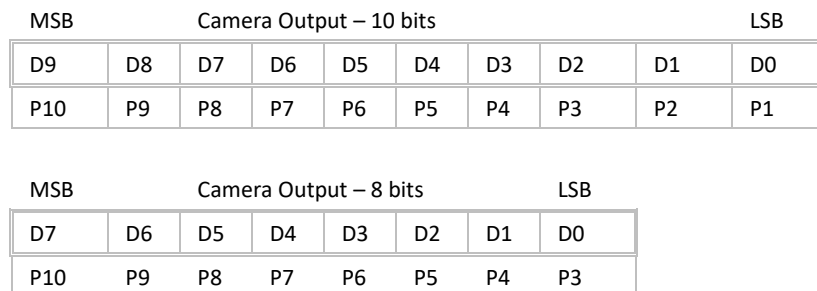 MSB Camera Output – 10 bits LSB
D9 D8 D7 D6 D5 D4 D3 D2 D1 D0
P10 P9 P8 P7 P6 P5 P4 P3 P2 P1
MSB Camera Output – 8 bits LSB
D7 D6 D5 D4 D3 D2 D1 D0
P10 P9 P8 P7 P6 P5 P4 P3